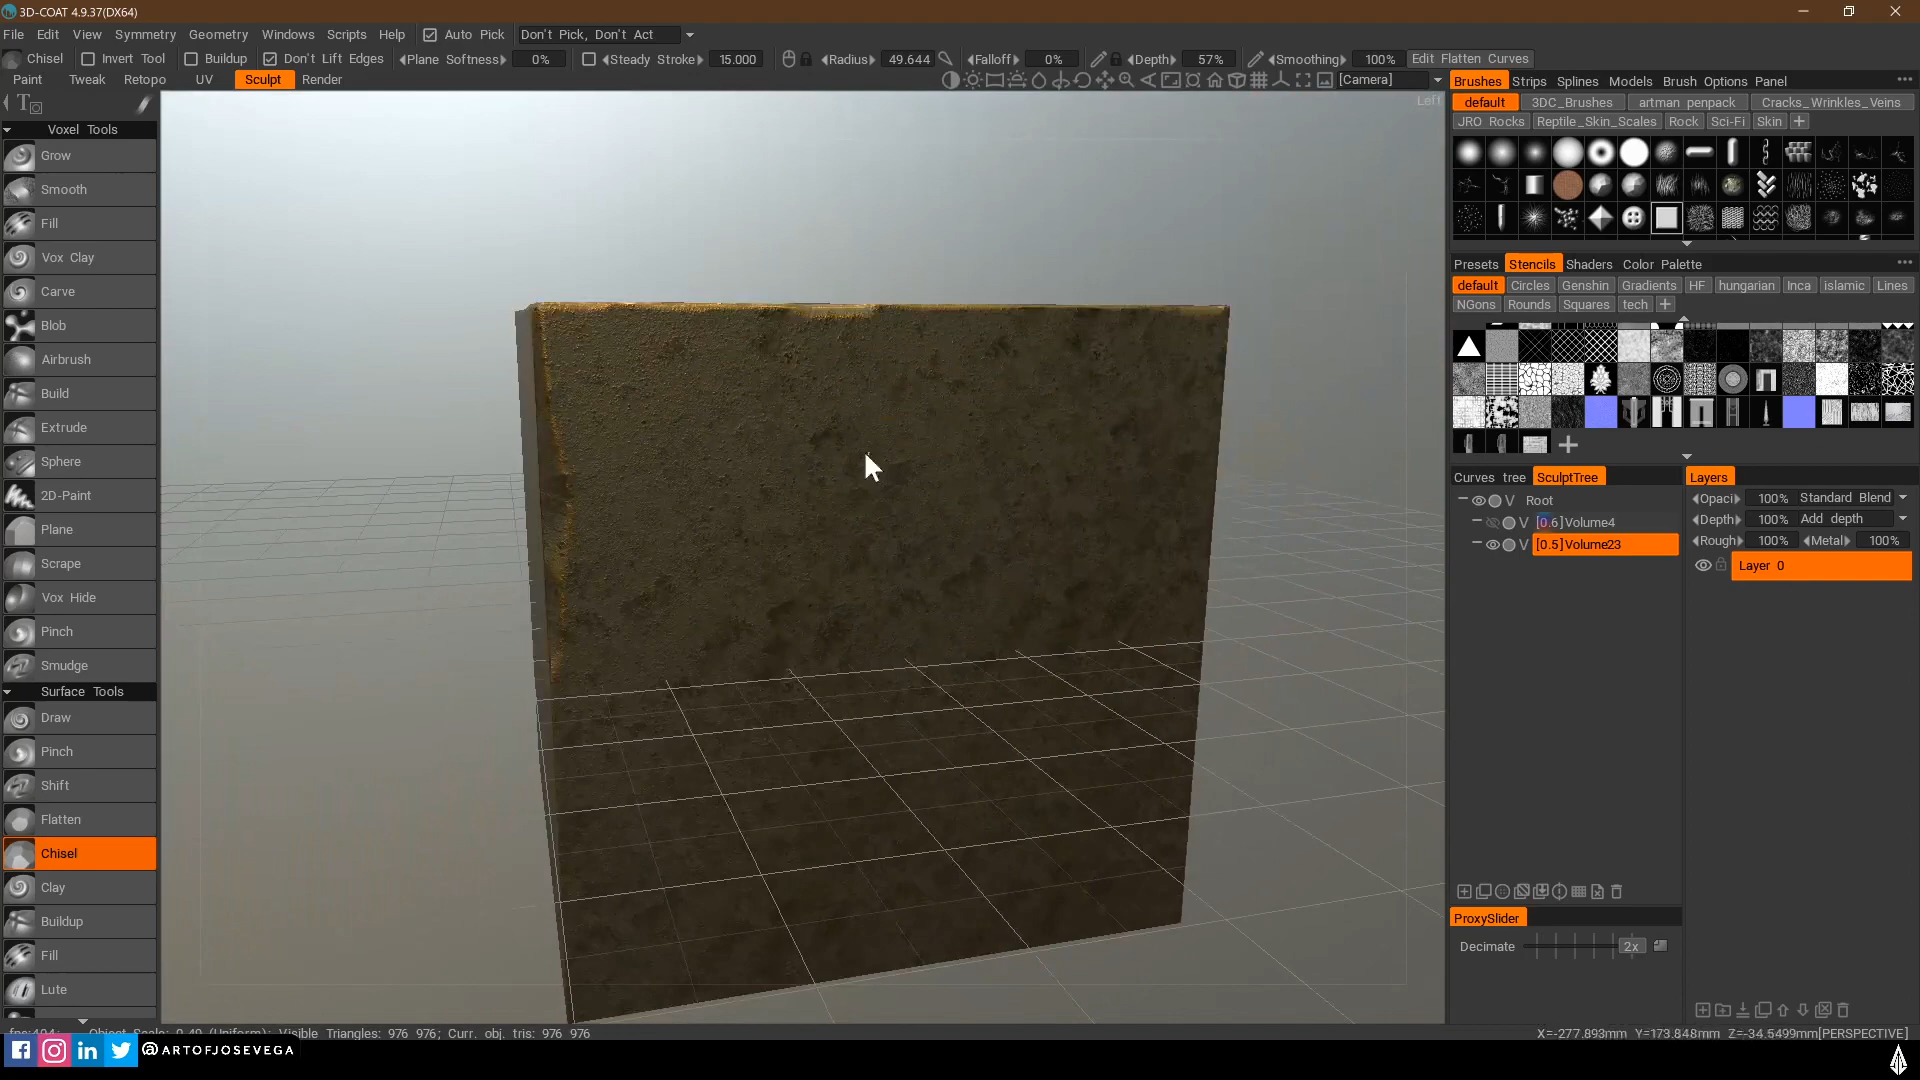 3D-COAT 4.9.37(DX64)
File Edit View Symmetry Geometry Windows Scripts Help Auto Pick Don't Pick, Don't Act
Chisel Invert Tool Buildup Don't Lift Edges Plane Softness 0% Steady Stroke 15.000 Radius 49.644 Falloff 0% Depth 57% Smoothing 100% Edit Flatten Curves
Paint Tweak Retopo UV Sculpt Render [Camera]
Left
Voxel Tools
Grow
Smooth
Fill
Vox Clay
Carve
Blob
Airbrush
Build
Extrude
Sphere
2D-Paint
Plane
Scrape
Vox Hide
Pinch
Smudge
Surface Tools
Draw
Pinch
Shift
Flatten
Chisel
Clay
Buildup
Fill
Lute
Brushes Strips Splines Models Brush Options Panel
default 3DC_Brushes artman penpack Cracks_Wrinkles_Veins
JRO Rocks Reptile_Skin_Scales Rock Sci-Fi Skin +
Presets Stencils Shaders Color Palette
default Circles Genshin Gradients HF hungarian Inca islamic Lines
NGons Rounds Squares tech +
Curves tree SculptTree
Root
V [0.6]Volume4
V [0.5]Volume23
Layers
Opaci 100% Standard Blend
Depth 100% Add depth
Rough 100% Metal 100%
Layer 0
ProxySlider
Decimate 2x
fps:404; Object Scale: 0.40 (Uniform); Visible Triangles: 976 976; Curr. obj. tris: 976 976
X=-277.893mm Y=173.848mm Z=-34.5499mm[PERSPECTIVE]
@ARTOFJOSEVEGA